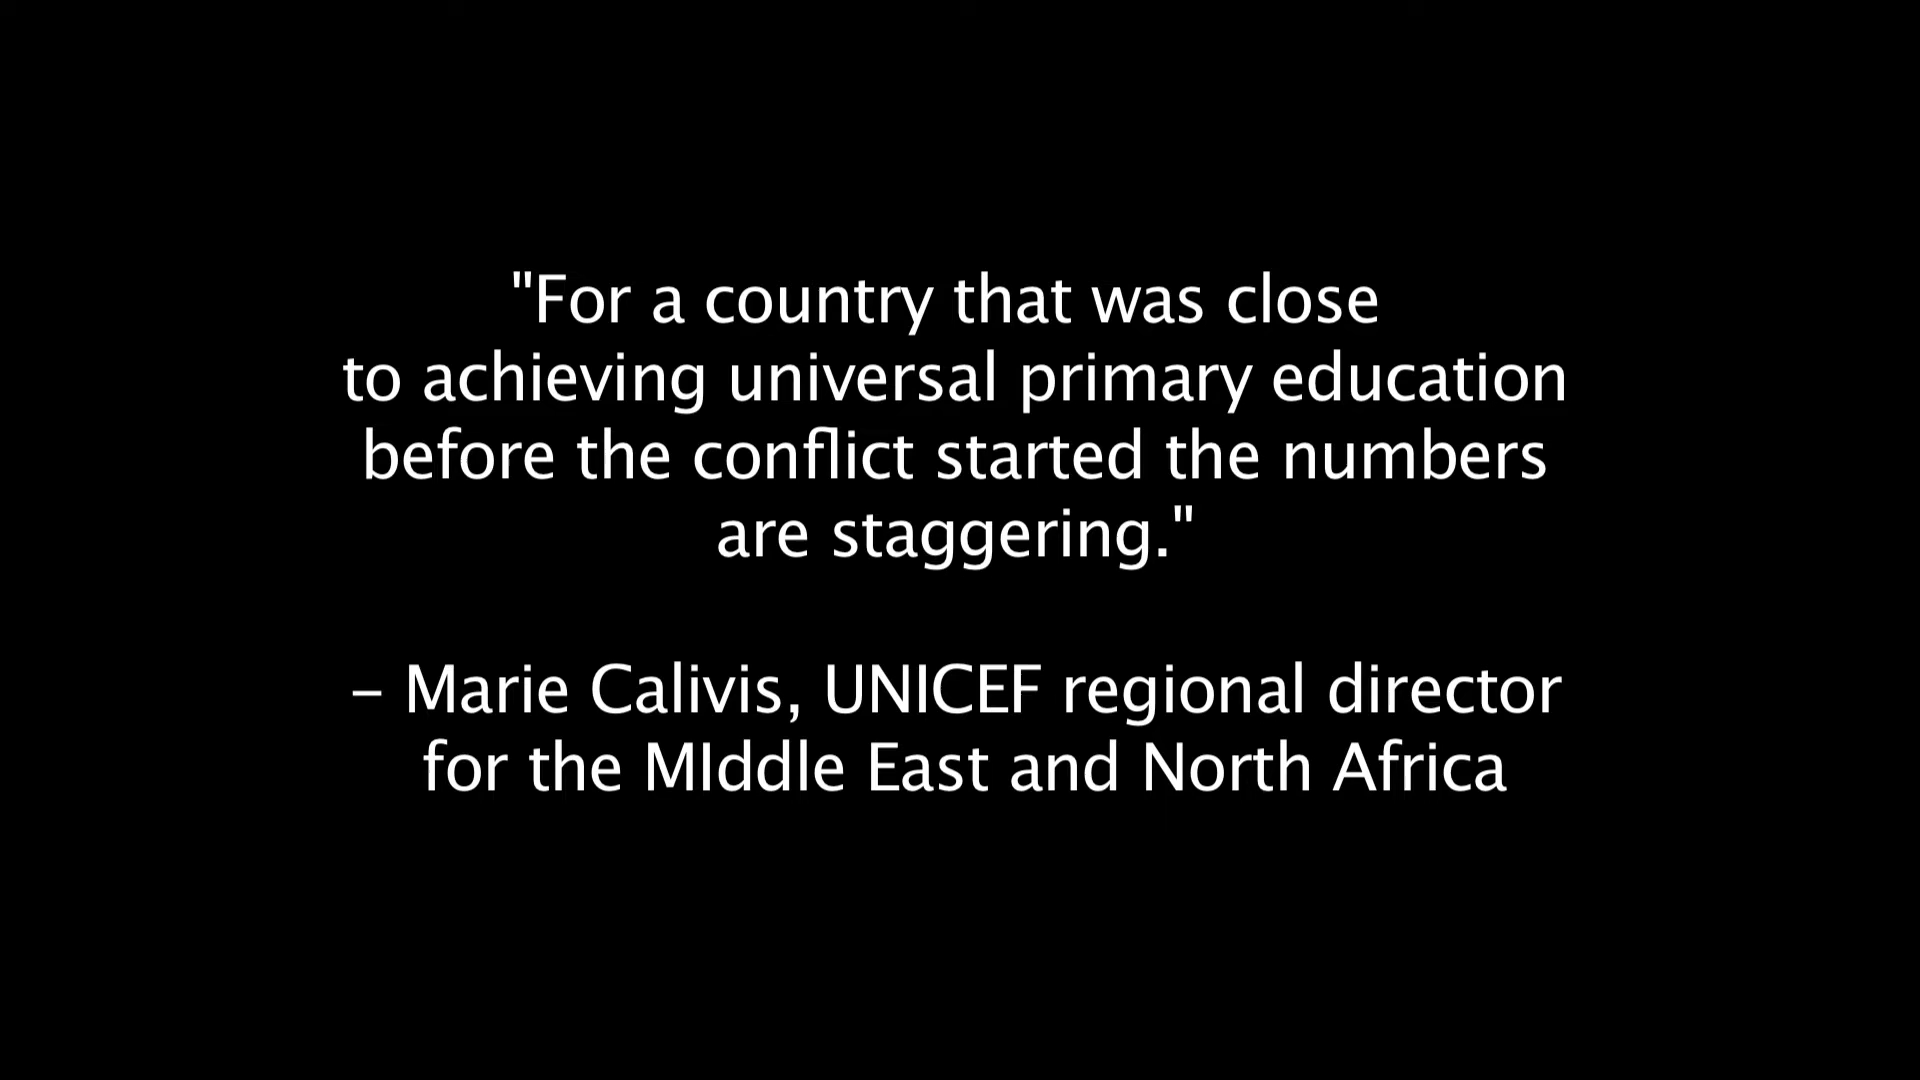 "For a country that was close
to achieving universal primary education
before the conflict started the numbers
are staggering."
– Marie Calivis, UNICEF regional director
for the MIddle East and North Africa